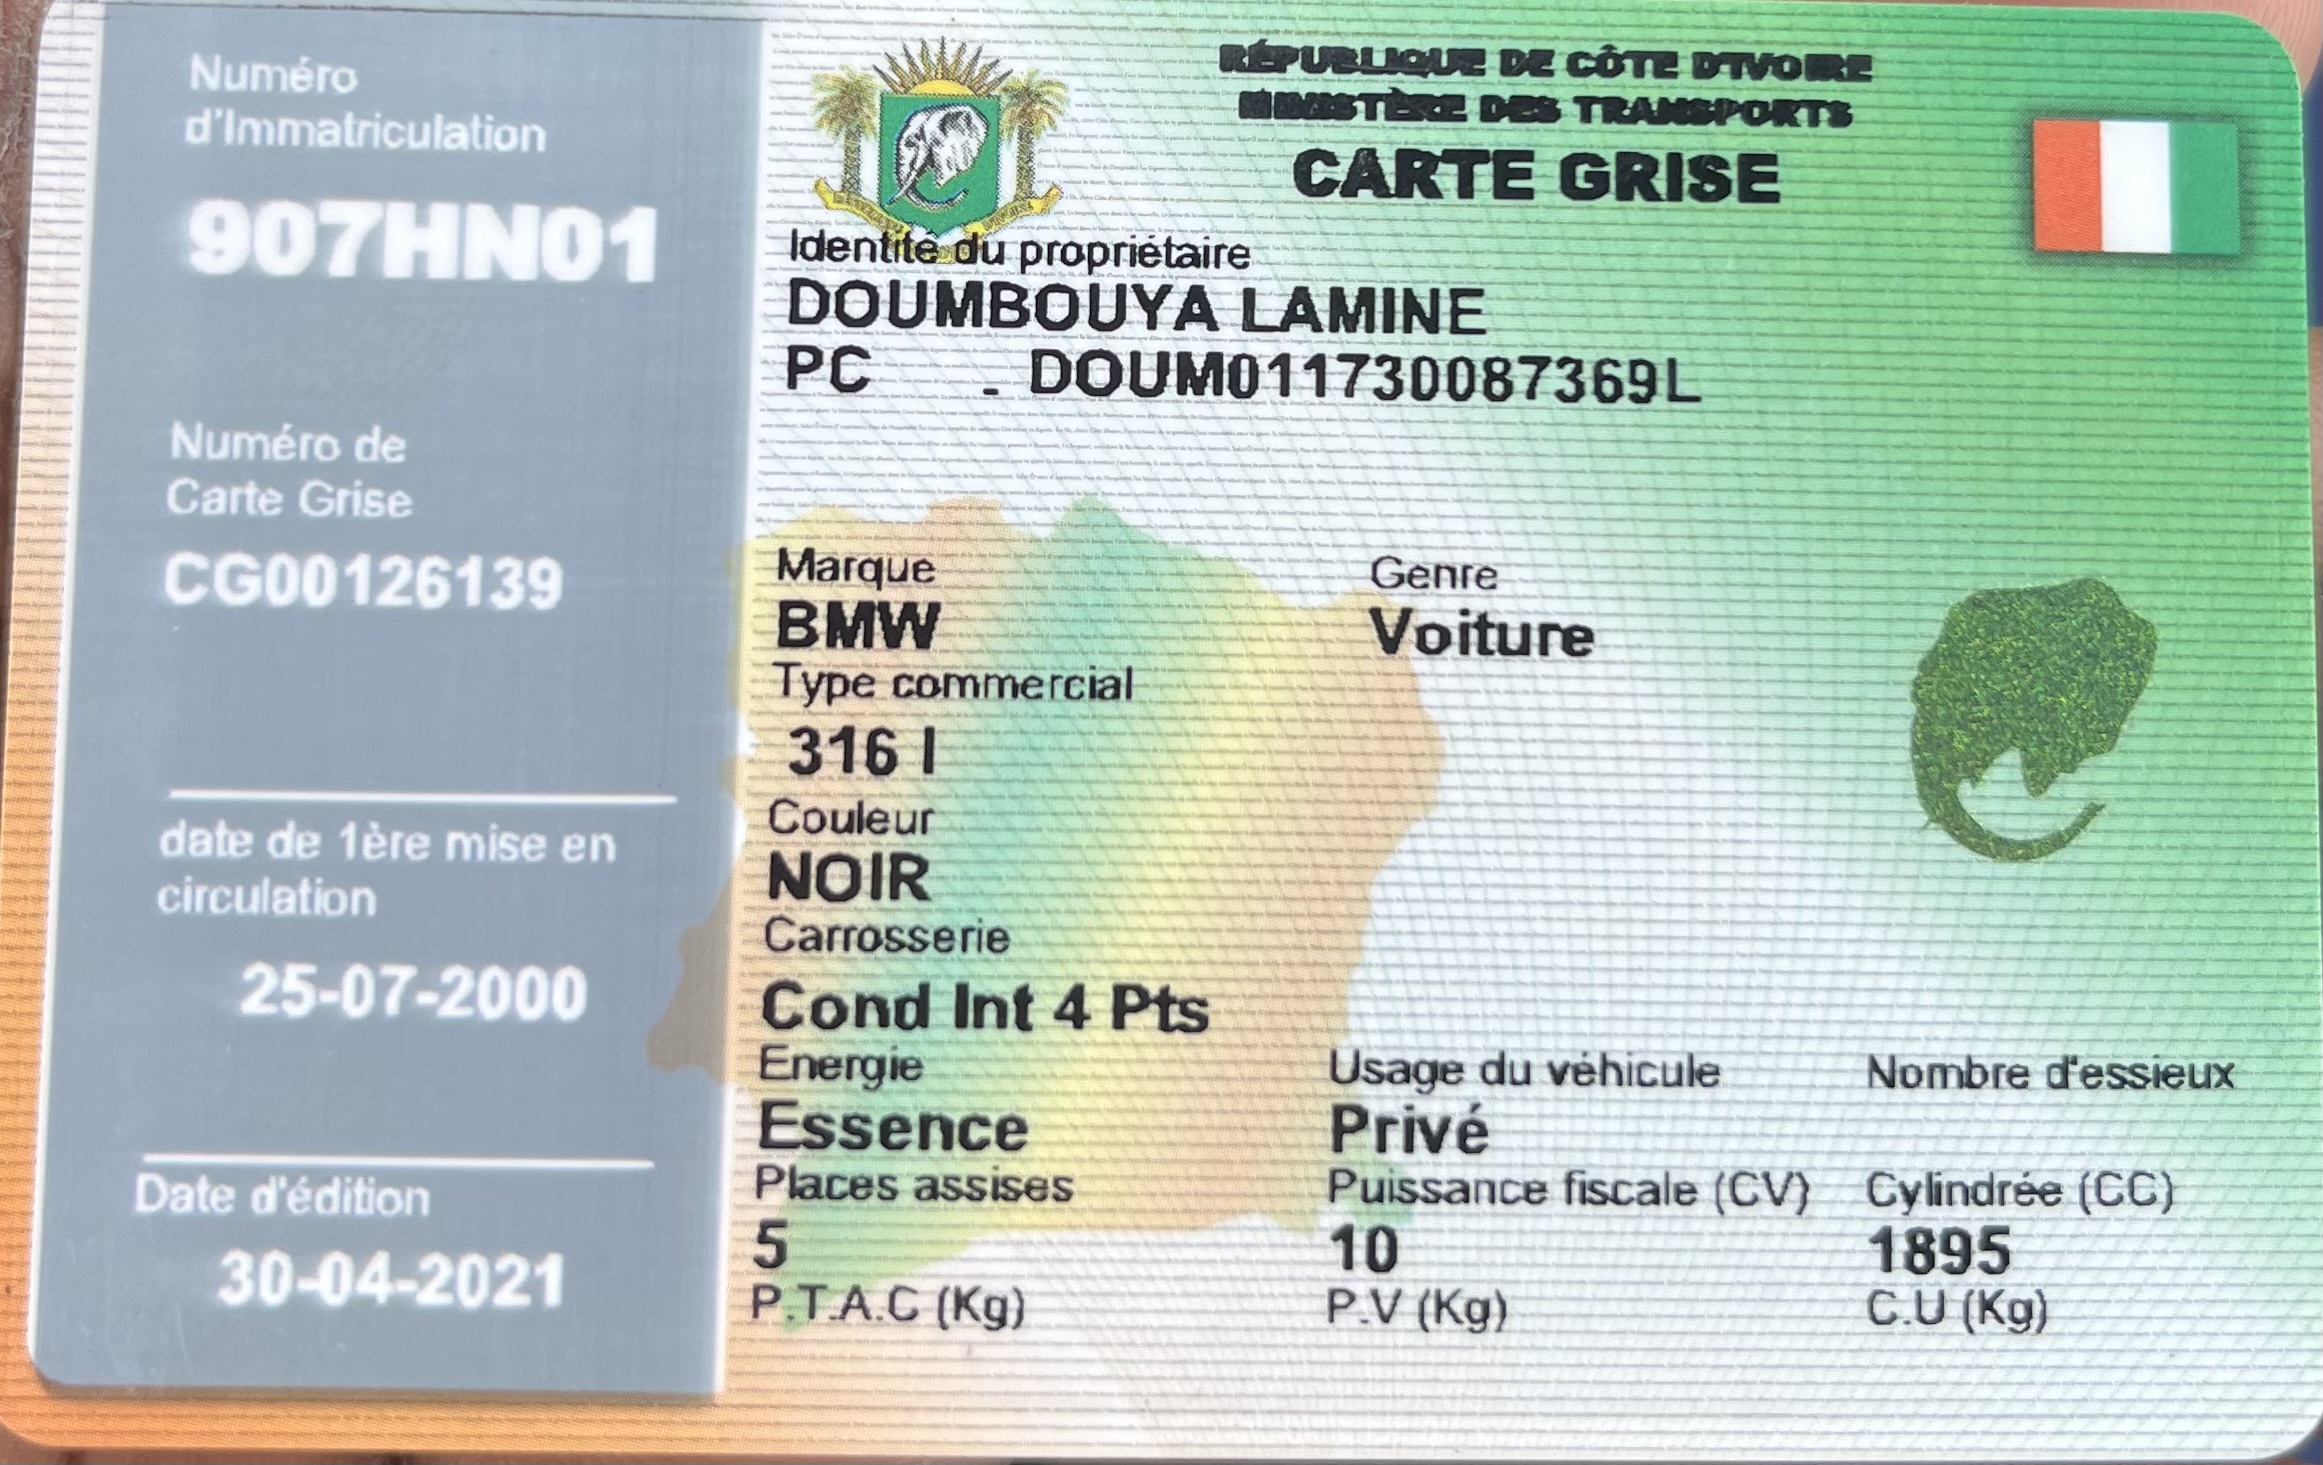 Numéro
d'Immatriculation
907HN01
Numéro de
Carte Grise
CG00126139
date de 1ère mise en
circulation
25-07-2000
Date d'édition
30-04-2021
RÉPUBLIQUE DE CÔTE D'IVOIRE
MINISTÈRE DES TRANSPORTS
CARTE GRISE
Identité du propriétaire
DOUMBOUYA LAMINE
PC - DOUM011730087369L
Marque
Genre
BMW
Voiture
Type commercial
316 I
Couleur
NOIR
Carrosserie
Cond Int 4 Pts
Energie
Usage du véhicule
Nombre d'essieux
Essence
Privé
Places assises
Puissance fiscale (CV)
Cylindrée (CC)
5
10
1895
P.T.A.C (Kg)
P.V (Kg)
C.U (Kg)